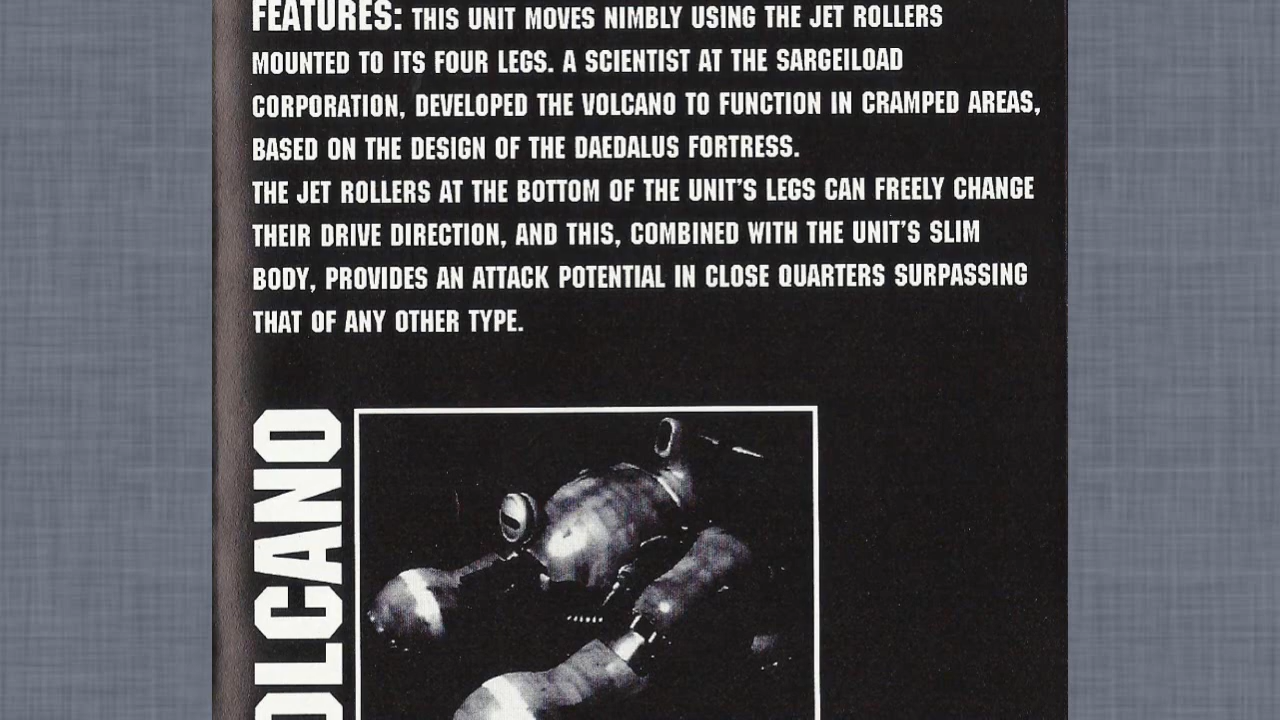 FEATURES: THIS UNIT MOVES NIMBLY USING THE JET ROLLERS
MOUNTED TO ITS FOUR LEGS. A SCIENTIST AT THE SARGEILOAD
CORPORATION, DEVELOPED THE VOLCANO TO FUNCTION IN CRAMPED AREAS,
BASED ON THE DESIGN OF THE DAEDALUS FORTRESS.
THE JET ROLLERS AT THE BOTTOM OF THE UNIT'S LEGS CAN FREELY CHANGE
THEIR DRIVE DIRECTION, AND THIS, COMBINED WITH THE UNIT'S SLIM
BODY, PROVIDES AN ATTACK POTENTIAL IN CLOSE QUARTERS SURPASSING
THAT OF ANY OTHER TYPE.
OLCANO